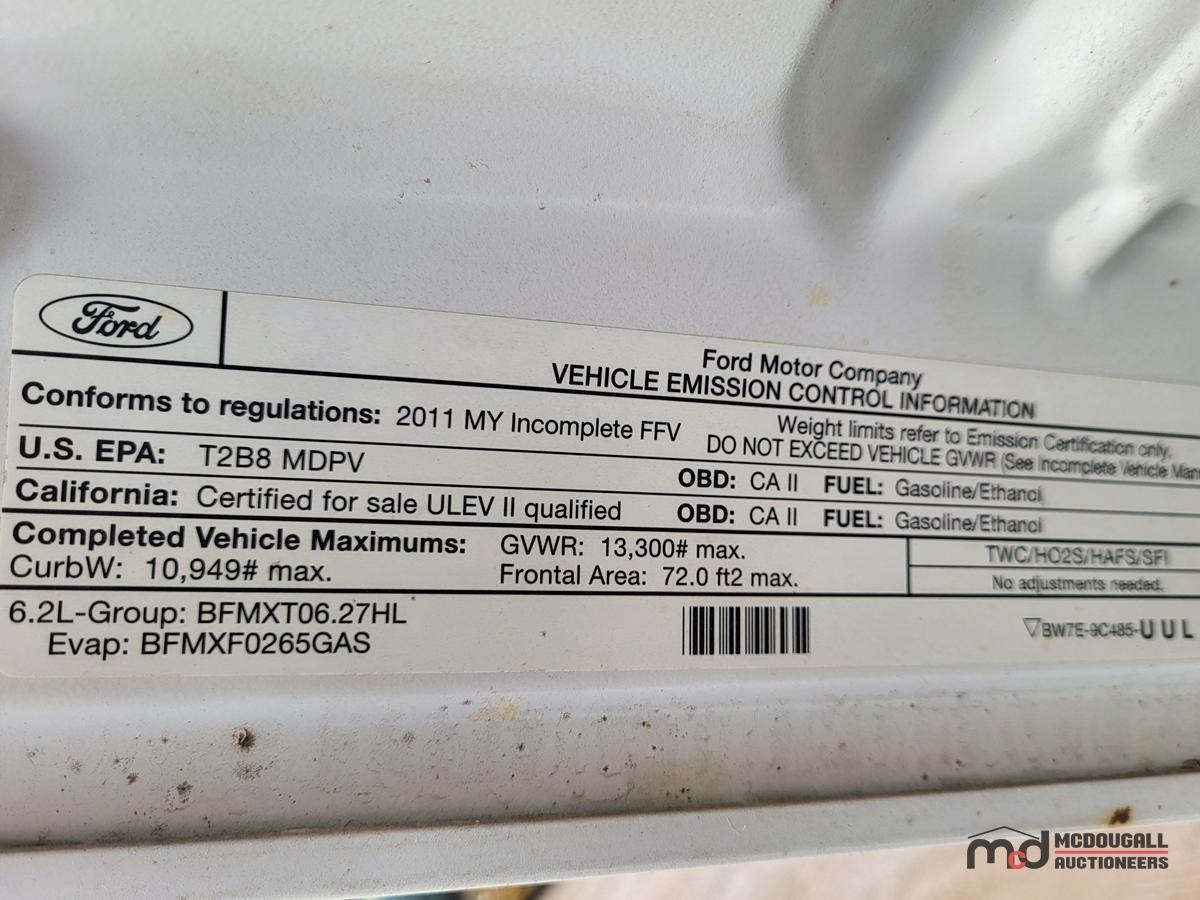 Ford
Ford Motor Company
VEHICLE EMISSION CONTROL INFORMATION
Conforms to regulations: 2011 MY Incomplete FFV
Weight limits refer to Emission Certification only.
DO NOT EXCEED VEHICLE GVWR (See Incomplete Vehicle
U.S. EPA: T2B8 MDPV OBD: CA II FUEL: Gasoline/Ethanol
California: Certified for sale ULEV II qualified OBD: CA II FUEL: Gasoline/Ethanol
Completed Vehicle Maximums: GVWR: 13,300# max.
CurbW: 10,949# max. Frontal Area: 72.0 ft2 max.
TWC/HO2S/HAFS/SFI
No adjustments needed.
6.2L-Group: BFMXT06.27HL
Evap: BFMXF0265GAS
BW7E-9C485-UUL
mcd MCDOUGALL
AUCTIONEERS